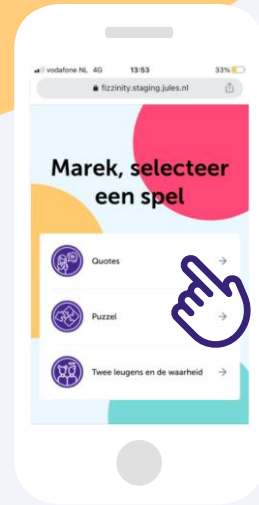 vodafone NL 4G 13:53 33%
fizzinity.staging.jules.nl
Marek, selecteer
een spel
Quotes
Puzzel
Twee leugens en de waarheid